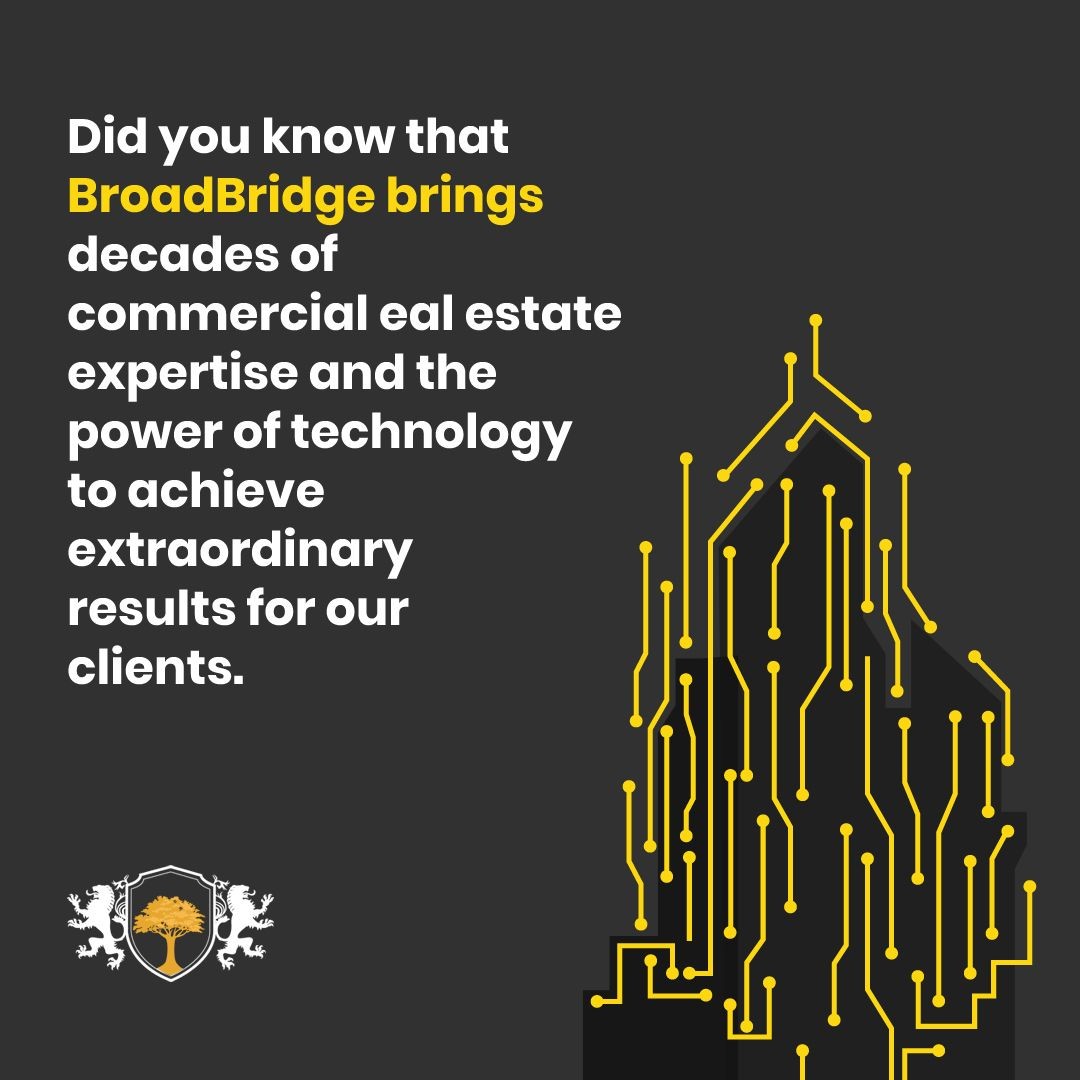 Did you know that
BroadBridge brings
decades of
commercial eal estate
expertise and the
power of technology
to achieve
extraordinary
results for our
clients.